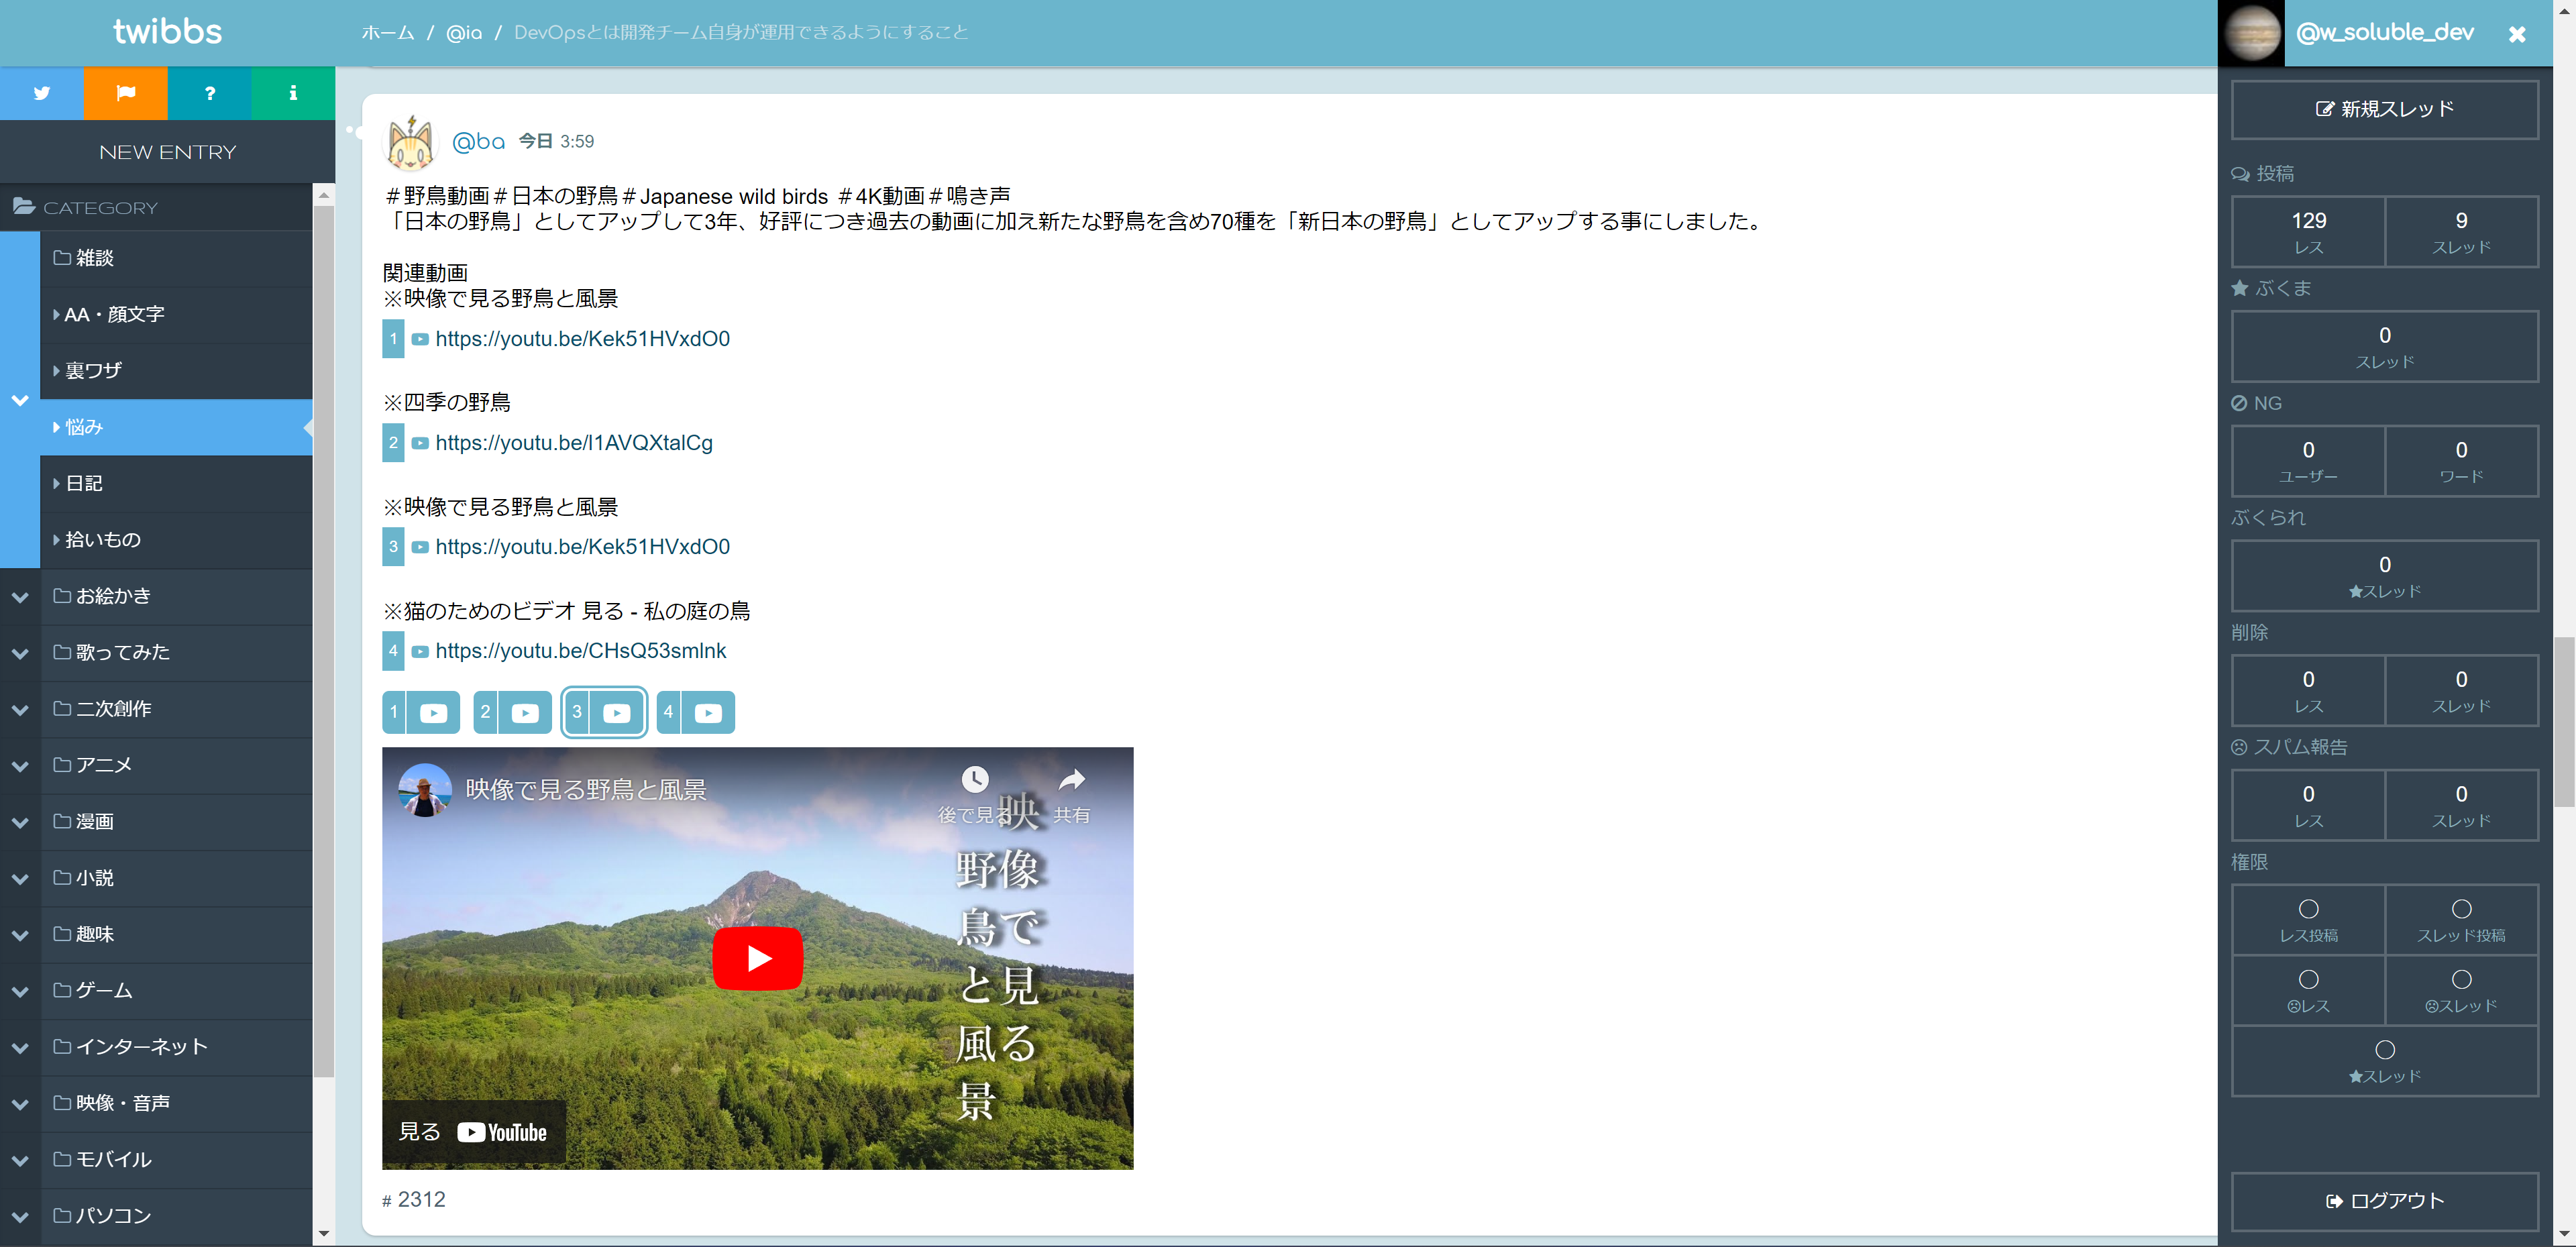 twibbs
ホーム / @ia / DevOpsとは開発チーム自身が運用できるようにすること
@w_soluble_dev
NEW ENTRY
CATEGORY
雑談
AA・顔文字
裏ワザ
悩み
日記
拾いもの
お絵かき
歌ってみた
二次創作
アニメ
漫画
小説
趣味
ゲーム
インターネット
映像・音声
モバイル
パソコン
@ba 今日 3:59
＃野鳥動画＃日本の野鳥＃Japanese wild birds ＃4K動画＃鳴き声
「日本の野鳥」としてアップして3年、好評につき過去の動画に加え新たな野鳥を含め70種を「新日本の野鳥」としてアップする事にしました。
関連動画
※映像で見る野鳥と風景
1 https://youtu.be/Kek51HVxdO0
※四季の野鳥
2 https://youtu.be/I1AVQXtalCg
※映像で見る野鳥と風景
3 https://youtu.be/Kek51HVxdO0
※猫のためのビデオ 見る - 私の庭の鳥
4 https://youtu.be/CHsQ53smlnk
1 2 3 4
映像で見る野鳥と風景
後で見る
共有
映像で見る
野鳥と風景
見る YouTube
# 2312
新規スレッド
投稿
129 9
レス スレッド
ぶくま
0
スレッド
NG
0 0
ユーザー ワード
ぶくられ
0
★スレッド
削除
0 0
レス スレッド
スパム報告
0 0
レス スレッド
権限
◯ ◯
レス投稿 スレッド投稿
◯ ◯
☹レス ☹スレッド
◯
★スレッド
ログアウト